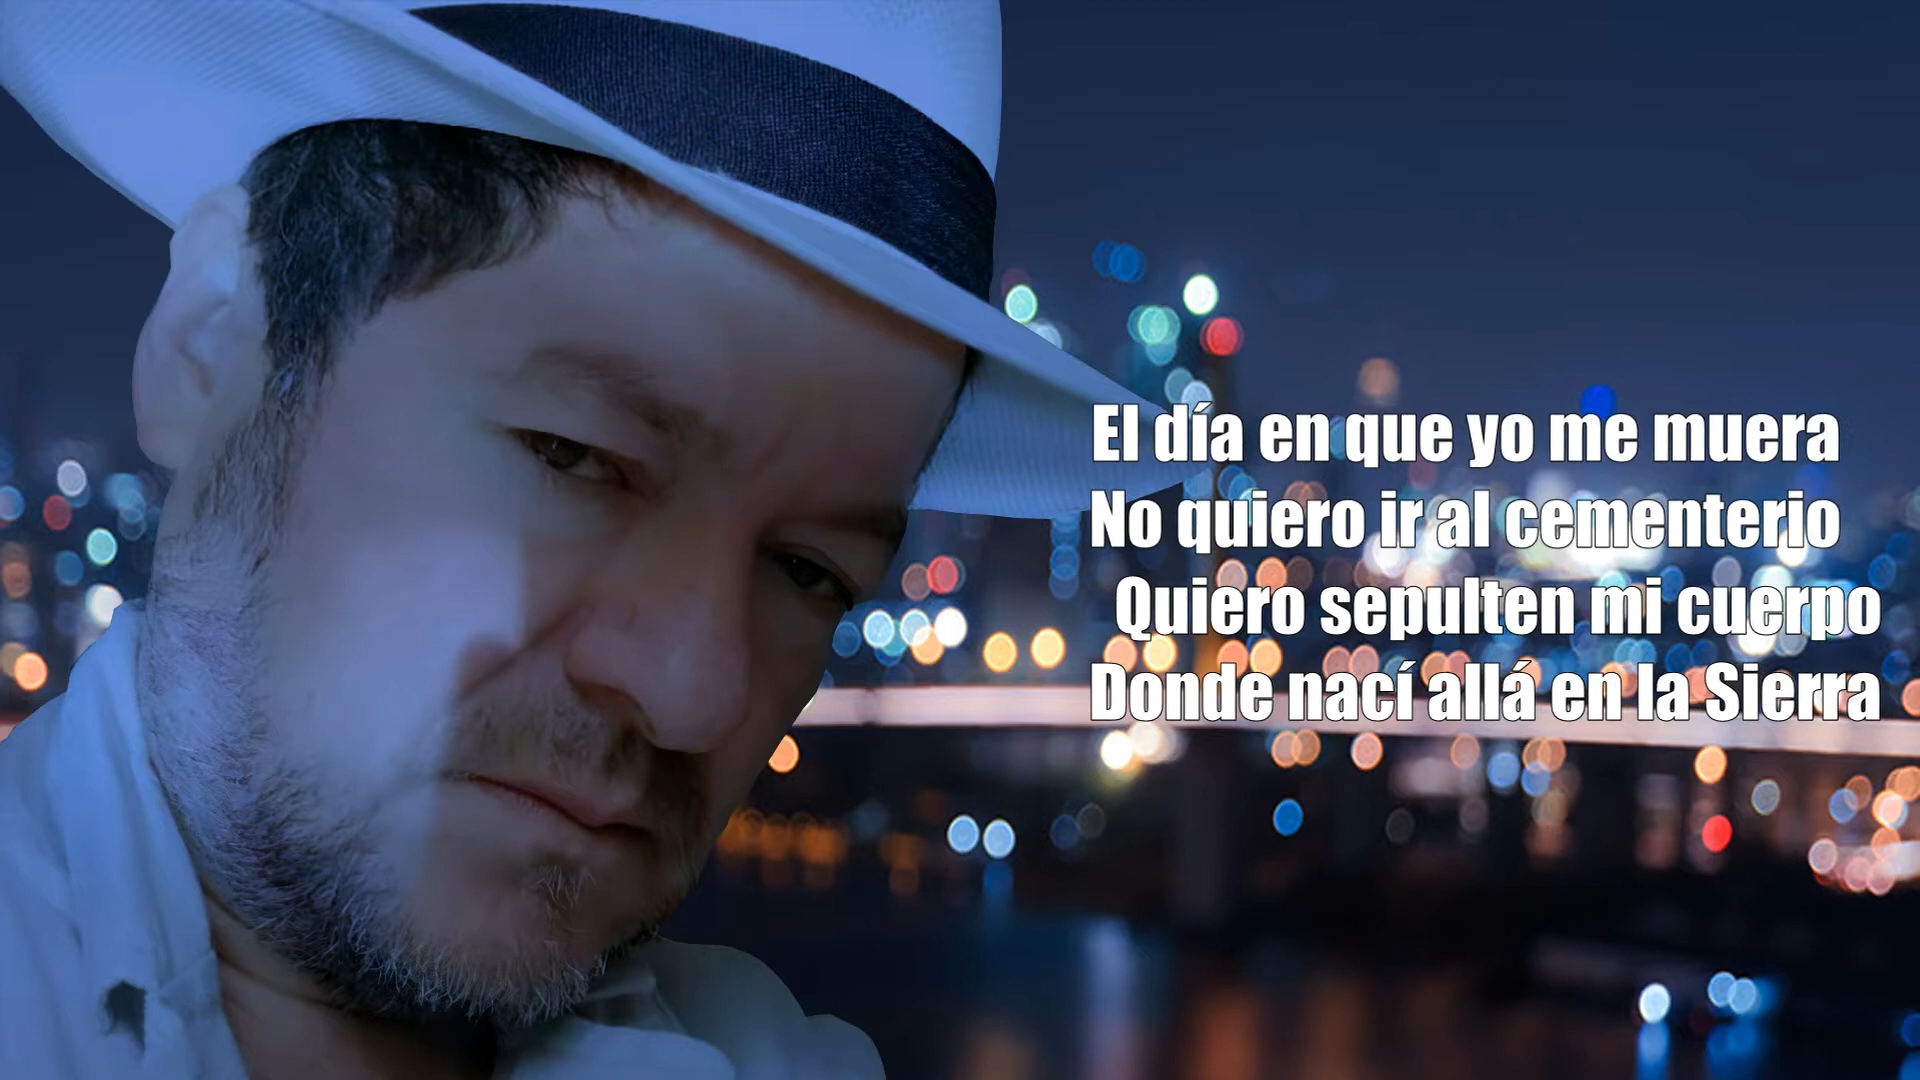 El día en que yo me muera
No quiero ir al cementerio
Quiero sepulten mi cuerpo
Donde nací allá en la Sierra